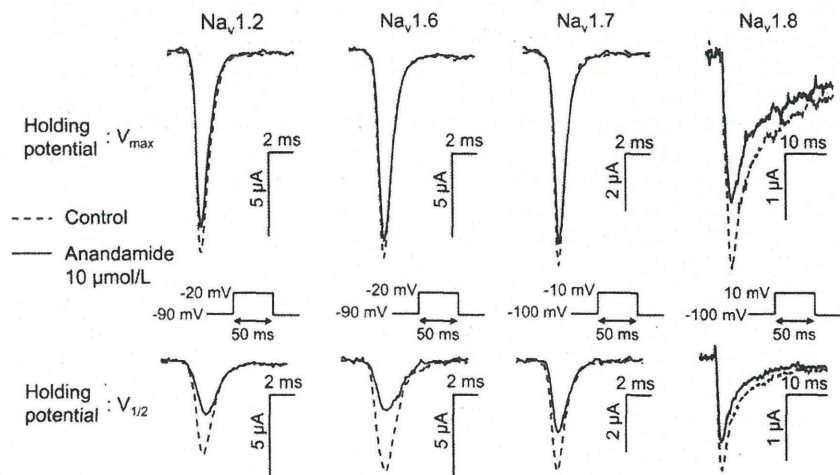 Nav1.2 Nav1.6 Nav1.7 Nav1.8
Holding
potential : Vmax
2 ms
5 μA
2 ms
5 μA
2 ms
2 μA
10 ms
1 μA
Control
Anandamide
10 μmol/L
-20 mV
-90 mV
50 ms
-20 mV
-90 mV
50 ms
-10 mV
-100 mV
50 ms
10 mV
-100 mV
50 ms
Holding
potential : V1/2
2 ms
5 μA
2 ms
5 μA
2 ms
2 μA
10 ms
1 μA